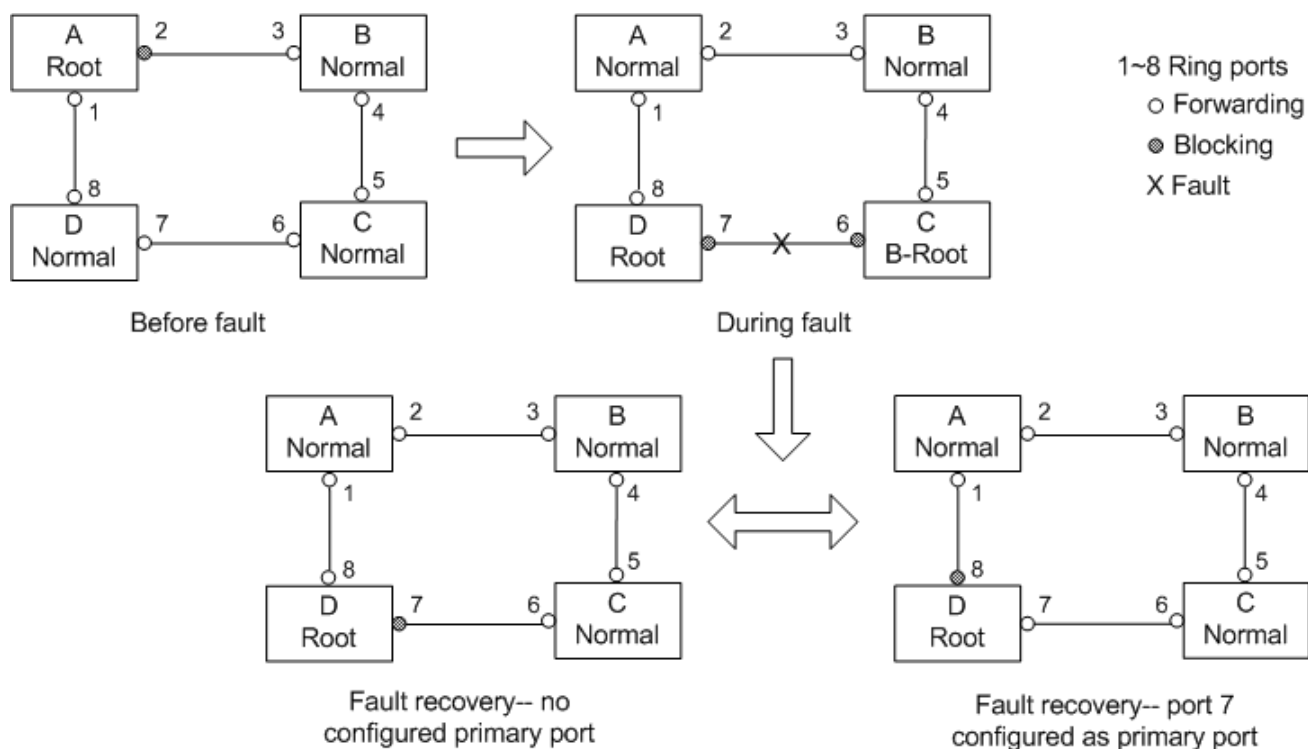 A
Root
2
3
B
Normal
1
4
8
5
D
Normal
7
6
C
Normal
Before fault
A
Normal
2
3
B
Normal
1
4
8
5
D
Root
7
X
6
C
B-Root
During fault
1~8 Ring ports
Forwarding
Blocking
X Fault
A
Normal
2
3
B
Normal
1
4
8
5
D
Root
7
6
C
Normal
Fault recovery-- no
configured primary port
A
Normal
2
3
B
Normal
1
4
8
5
D
Root
7
6
C
Normal
Fault recovery-- port 7
configured as primary port